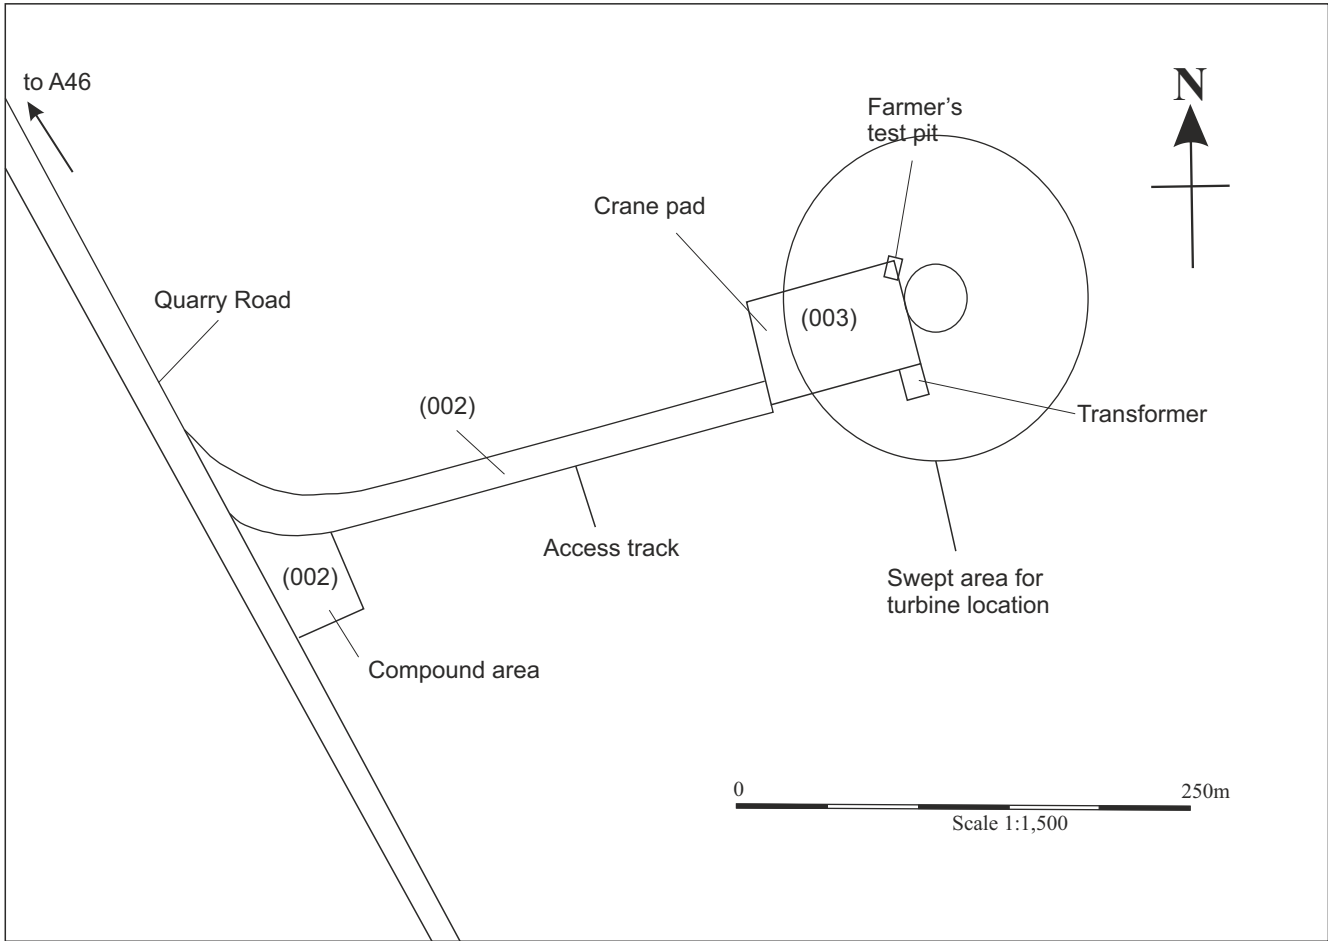 to A46
N
Farmer’s
test pit
Crane pad
Quarry Road
(003)
(002)
Transformer
Access track
(002)
Swept area for
turbine location
Compound area
0
250m
Scale 1:1,500